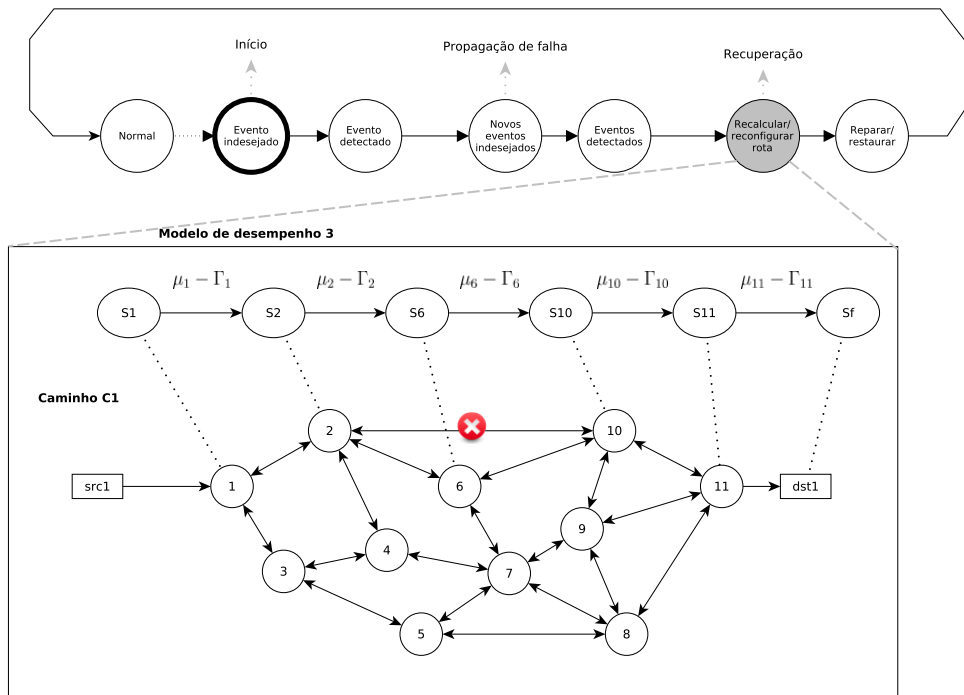 Início
Propagação de falha
Recuperação
Normal
Evento
indesejado
Evento
detectado
Novos
eventos
indesejados
Eventos
detectados
Recalcular/
reconfigurar
rota
Reparar/
restaurar
Modelo de desempenho 3
μ₁ − Γ₁
μ₂ − Γ₂
μ₆ − Γ₆
μ₁₀ − Γ₁₀
μ₁₁ − Γ₁₁
S1
S2
S6
S10
S11
Sf
Caminho C1
2
10
src1
1
6
11
dst1
9
4
3
7
5
8